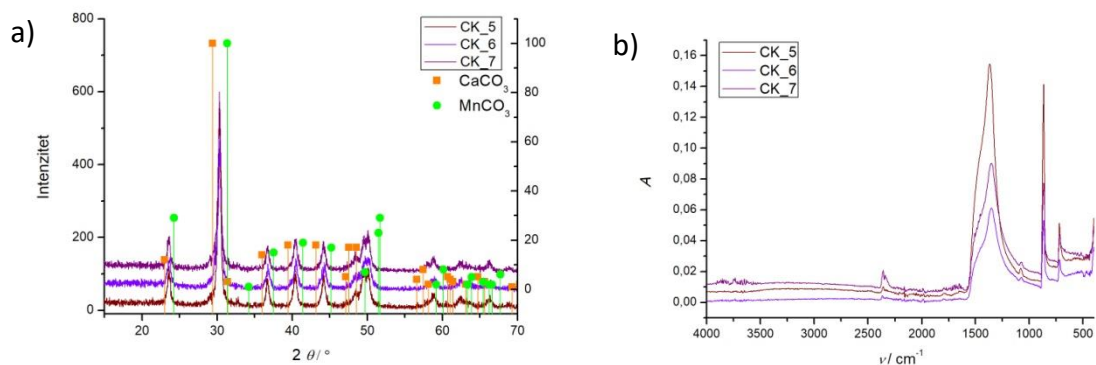 a)
800
600
400
200
0
Intenzitet
100
80
60
40
20
0
CK_5
CK_6
CK_7
CaCO3
MnCO3
20 30 40 50 60 70
2 θ / °
b)
0,16
0,14
0,12
0,10
0,08
0,06
0,04
0,02
0,00
A
CK_5
CK_6
CK_7
4000 3500 3000 2500 2000 1500 1000 500
ν / cm-1